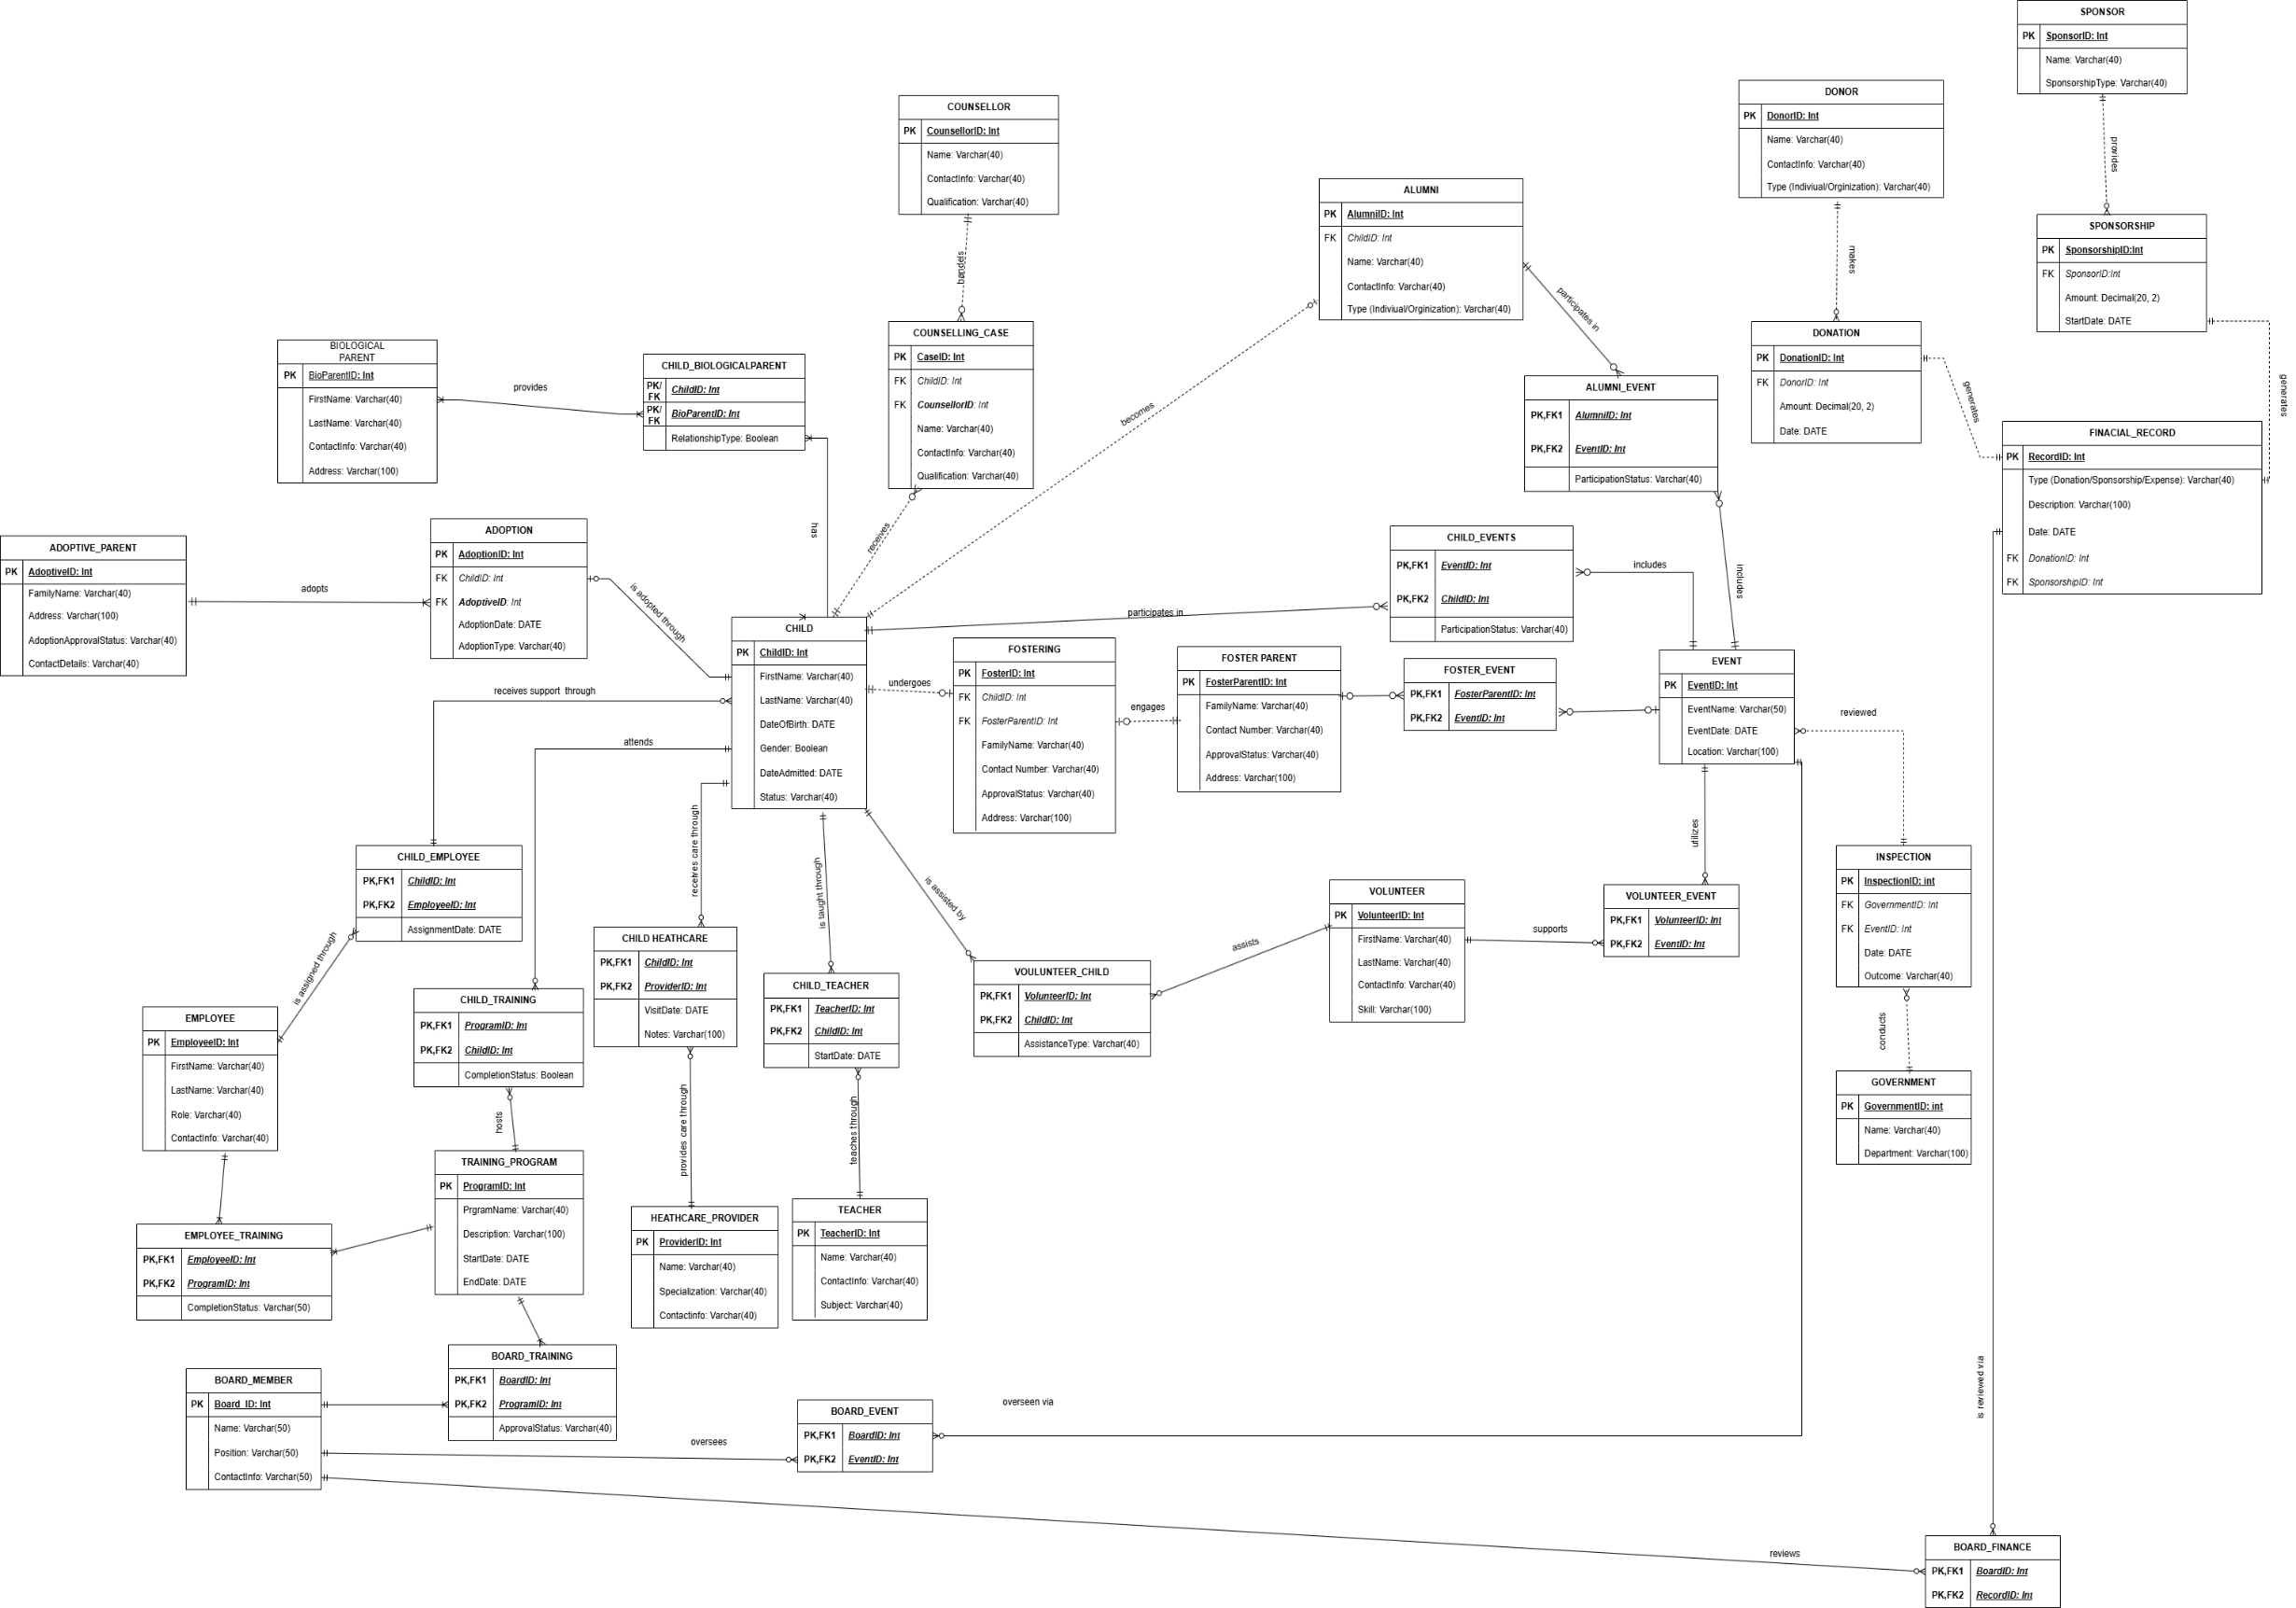 SPONSOR
PK SponsorID: Int
Name: Varchar(40)
SponsorshipType: Varchar(40)
provides
DONOR
PK DonorID: Int
Name: Varchar(40)
ContactInfo: Varchar(40)
Type (Indiviual/Orginization): Varchar(40)
makes
COUNSELLOR
PK CounsellorID: Int
Name: Varchar(40)
ContactInfo: Varchar(40)
Qualification: Varchar(40)
handels
ALUMNI
PK AlumniID: Int
FK ChildID: Int
Name: Varchar(40)
ContactInfo: Varchar(40)
Type (Indiviual/Orginization): Varchar(40)
participates in
becomes
SPONSORSHIP
PK SponsorshipID:Int
FK SponsorID:Int
Amount: Decimal(20, 2)
StartDate: DATE
generates
DONATION
PK DonationID: Int
FK DonorID: Int
Amount: Decimal(20, 2)
Date: DATE
generates
COUNSELLING_CASE
PK CaseID: Int
FK ChildID: Int
FK CounsellorID: Int
Name: Varchar(40)
ContactInfo: Varchar(40)
Qualification: Varchar(40)
receives
BIOLOGICAL
PARENT
PK BioParentID: Int
FirstName: Varchar(40)
LastName: Varchar(40)
ContactInfo: Varchar(40)
Address: Varchar(100)
provides
CHILD_BIOLOGICALPARENT
PK/
FK ChildID: Int
PK/
FK BioParentID: Int
RelationshipType: Boolean
has
ALUMNI_EVENT
PK,FK1 AlumniID: Int
PK,FK2 EventID: Int
ParticipationStatus: Varchar(40)
includes
FINACIAL_RECORD
PK RecordID: Int
Type (Donation/Sponsorship/Expense): Varchar(40)
Description: Varchar(100)
Date: DATE
FK DonationID: Int
FK SponsorshipID: Int
ADOPTIVE_PARENT
PK AdoptiveID: Int
FamilyName: Varchar(40)
Address: Varchar(100)
AdoptionApprovalStatus: Varchar(40)
ContactDetails: Varchar(40)
adopts
ADOPTION
PK AdoptionID: Int
FK ChildID: Int
FK AdoptiveID: Int
AdoptionDate: DATE
AdoptionType: Varchar(40)
is adopted through
CHILD_EVENTS
PK,FK1 EventID: Int
PK,FK2 ChildID: Int
ParticipationStatus: Varchar(40)
includes
participates in
CHILD
PK ChildID: Int
FirstName: Varchar(40)
LastName: Varchar(40)
DateOfBirth: DATE
Gender: Boolean
DateAdmitted: DATE
Status: Varchar(40)
undergoes
FOSTERING
PK FosterID: Int
FK ChildID: Int
FK FosterParentID: Int
FamilyName: Varchar(40)
Contact Number: Varchar(40)
ApprovalStatus: Varchar(40)
Address: Varchar(100)
engages
FOSTER PARENT
PK FosterParentID: Int
FamilyName: Varchar(40)
Contact Number: Varchar(40)
ApprovalStatus: Varchar(40)
Address: Varchar(100)
FOSTER_EVENT
PK,FK1 FosterParentID: Int
PK,FK2 EventID: Int
EVENT
PK EventID: Int
EventName: Varchar(50)
EventDate: DATE
Location: Varchar(100)
reviewed
receives support through
attends
receives care through
is taught through
is assisted by
utilizes
CHILD_EMPLOYEE
PK,FK1 ChildID: Int
PK,FK2 EmployeeID: Int
AssignmentDate: DATE
is assigned through
INSPECTION
PK InspectionID: int
FK GovernmentID: Int
FK EventID: Int
Date: DATE
Outcome: Varchar(40)
conducts
VOLUNTEER
PK VolunteerID: Int
FirstName: Varchar(40)
LastName: Varchar(40)
ContactInfo: Varchar(40)
Skill: Varchar(100)
assists
supports
VOLUNTEER_EVENT
PK,FK1 VolunteerID: Int
PK,FK2 EventID: Int
CHILD HEATHCARE
PK,FK1 ChildID: Int
PK,FK2 ProviderID: Int
VisitDate: DATE
Notes: Varchar(100)
provides care through
VOULUNTEER_CHILD
PK,FK1 VolunteerID: Int
PK,FK2 ChildID: Int
AssistanceType: Varchar(40)
CHILD_TEACHER
PK,FK1 TeacherID: Int
PK,FK2 ChildID: Int
StartDate: DATE
teaches through
CHILD_TRAINING
PK,FK1 ProgramID: Int
PK,FK2 ChildID: Int
CompletionStatus: Boolean
hosts
EMPLOYEE
PK EmployeeID: Int
FirstName: Varchar(40)
LastName: Varchar(40)
Role: Varchar(40)
ContactInfo: Varchar(40)
GOVERNMENT
PK GovernmentID: int
Name: Varchar(40)
Department: Varchar(100)
TRAINING_PROGRAM
PK ProgramID: Int
PrgramName: Varchar(40)
Description: Varchar(100)
StartDate: DATE
EndDate: DATE
HEATHCARE_PROVIDER
PK ProviderID: Int
Name: Varchar(40)
Specialization: Varchar(40)
Contactinfo: Varchar(40)
TEACHER
PK TeacherID: Int
Name: Varchar(40)
ContactInfo: Varchar(40)
Subject: Varchar(40)
EMPLOYEE_TRAINING
PK,FK1 EmployeeID: Int
PK,FK2 ProgramID: Int
CompletionStatus: Varchar(50)
BOARD_TRAINING
PK,FK1 BoardID: Int
PK,FK2 ProgramID: Int
ApprovalStatus: Varchar(40)
BOARD_MEMBER
PK Board_ID: Int
Name: Varchar(50)
Position: Varchar(50)
ContactInfo: Varchar(50)
oversees
BOARD_EVENT
PK,FK1 BoardID: Int
PK,FK2 EventID: Int
overseen via
is reviewed via
reviews
BOARD_FINANCE
PK,FK1 BoardID: Int
PK,FK2 RecordID: Int